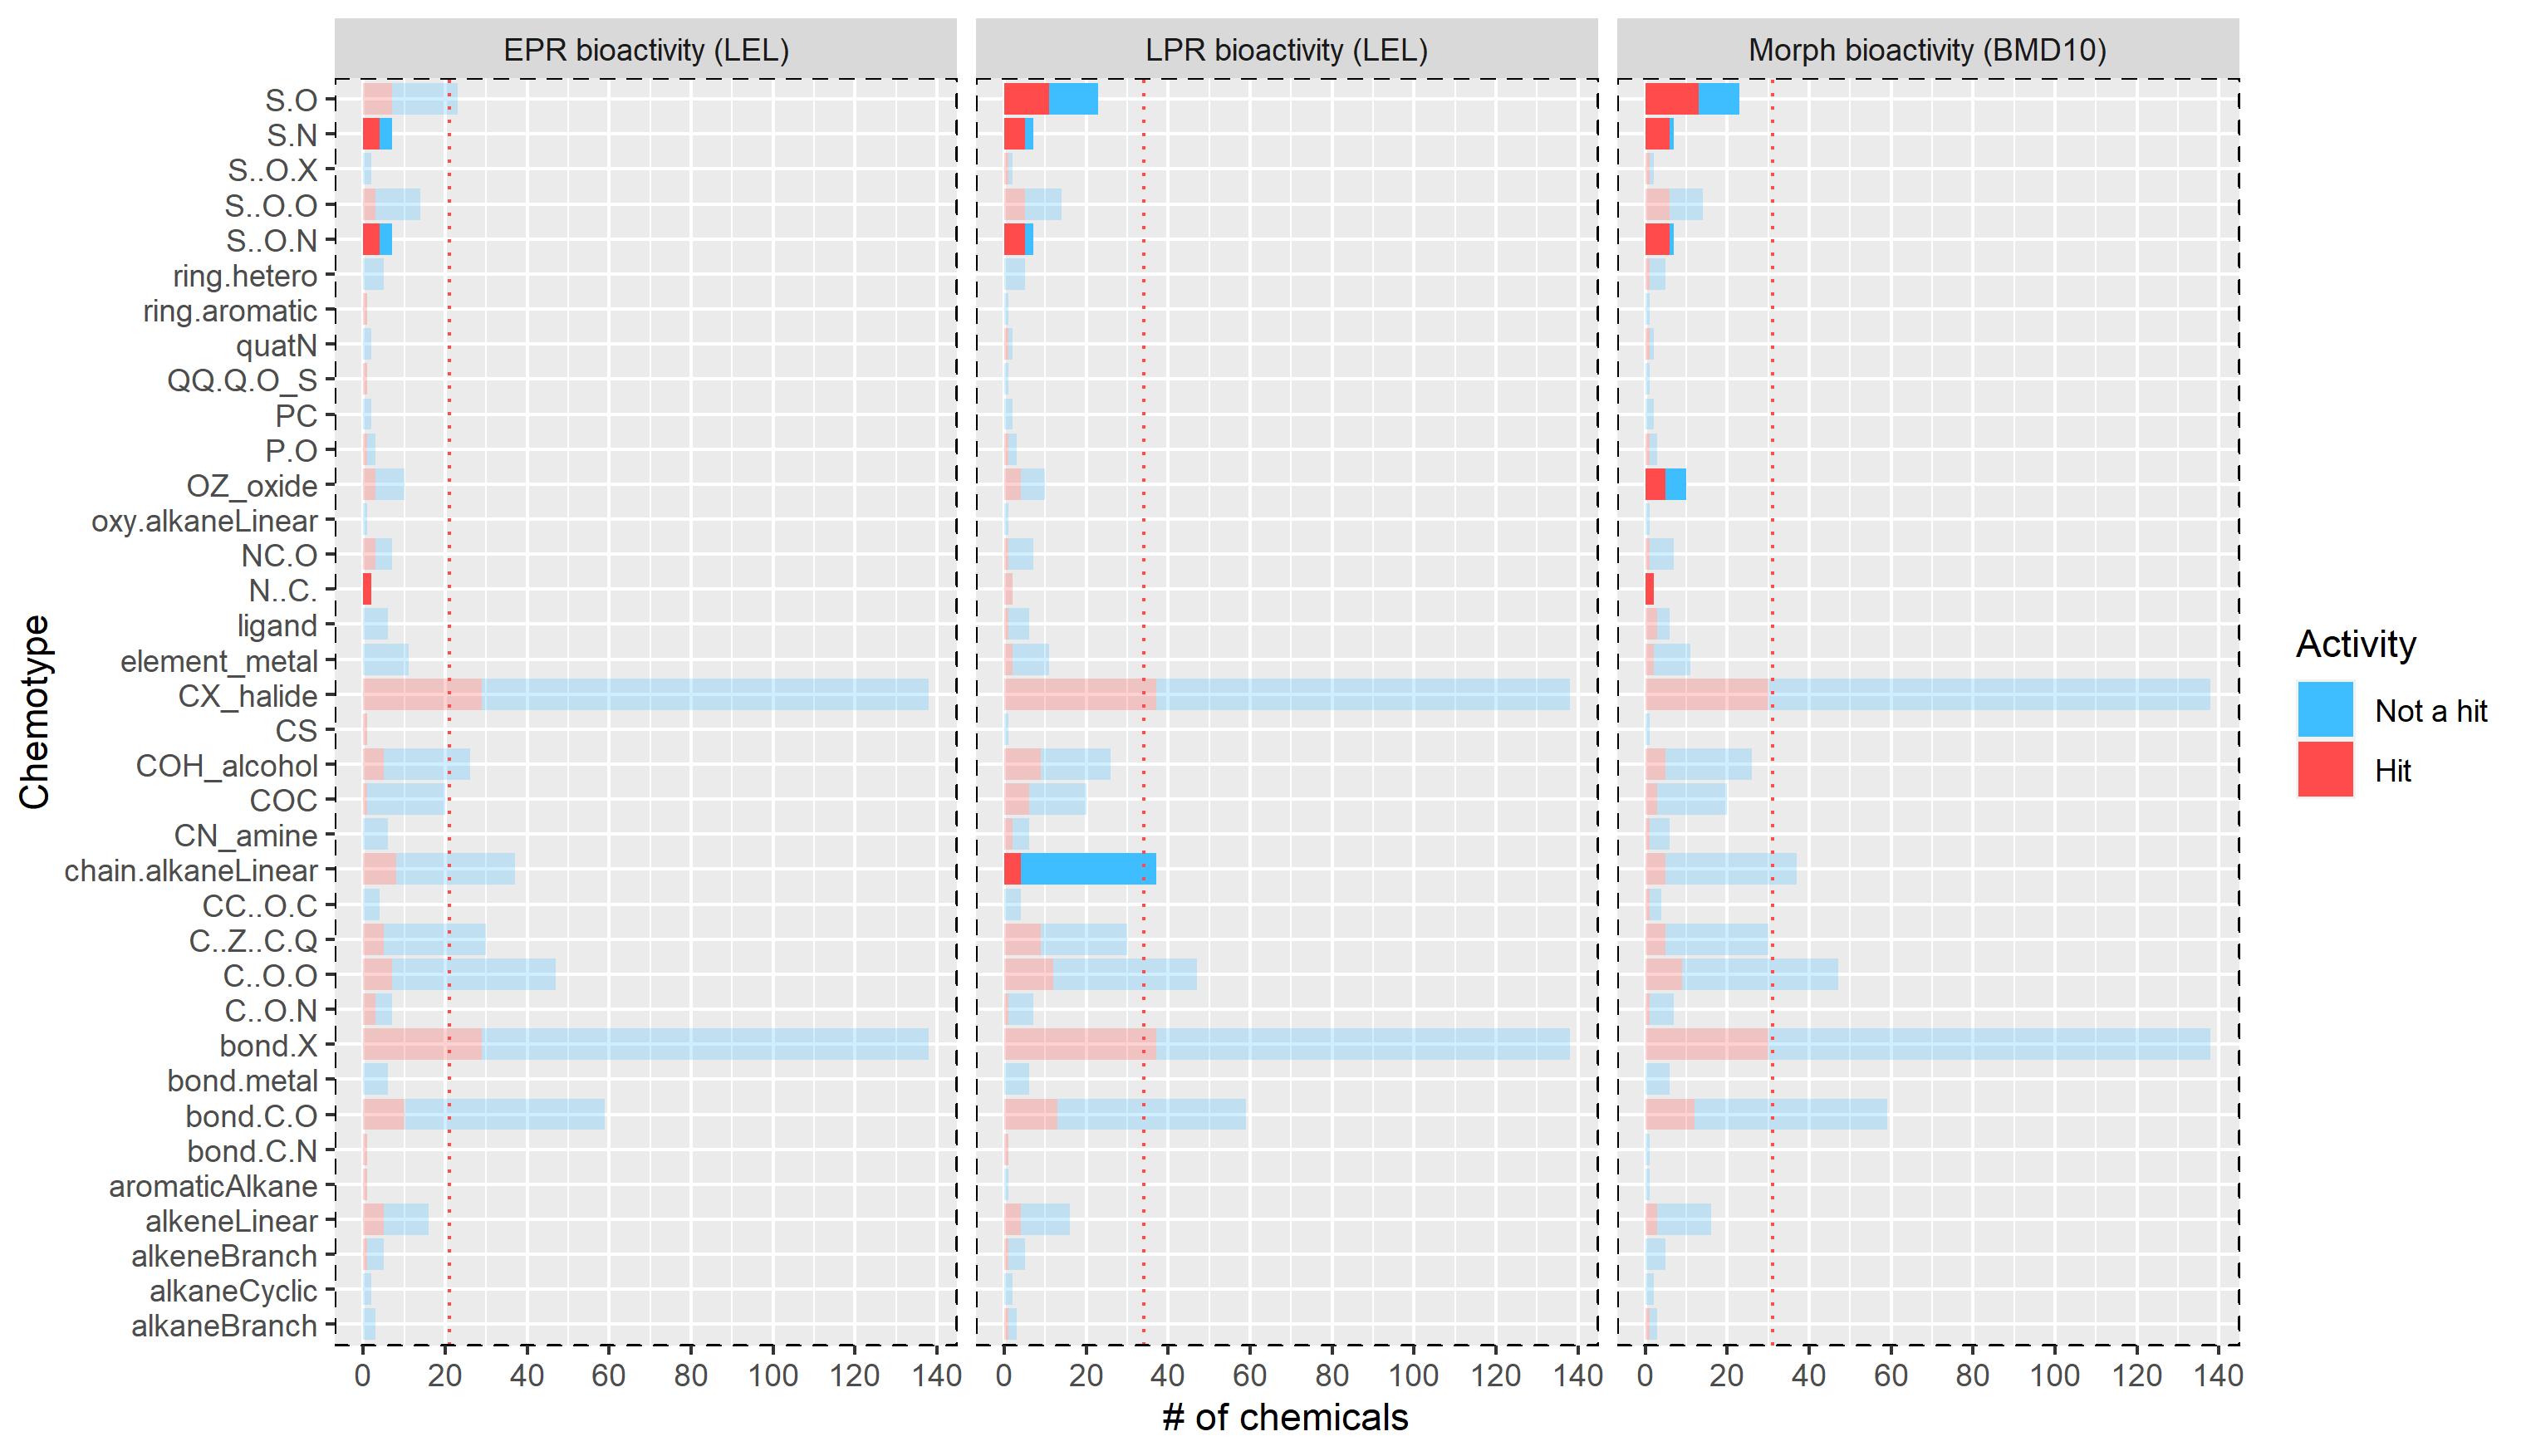 EPR bioactivity (LEL)
LPR bioactivity (LEL)
Morph bioactivity (BMD10)
S.O
S.N
S..O.X
S..O.O
S..O.N
ring.hetero
ring.aromatic
quatN
QQ.Q.O_S
PC
P.O
OZ_oxide
oxy.alkaneLinear
NC.O
N..C.
ligand
element_metal
CX_halide
CS
COH_alcohol
COC
CN_amine
chain.alkaneLinear
CC..O.C
C..Z..C.Q
C..O.O
C..O.N
bond.X
bond.metal
bond.C.O
bond.C.N
aromaticAlkane
alkeneLinear
alkeneBranch
alkaneCyclic
alkaneBranch
Chemotype
0 20 40 60 80 100 120 140
0 20 40 60 80 100 120 140
0 20 40 60 80 100 120 140
# of chemicals
Activity
Not a hit
Hit